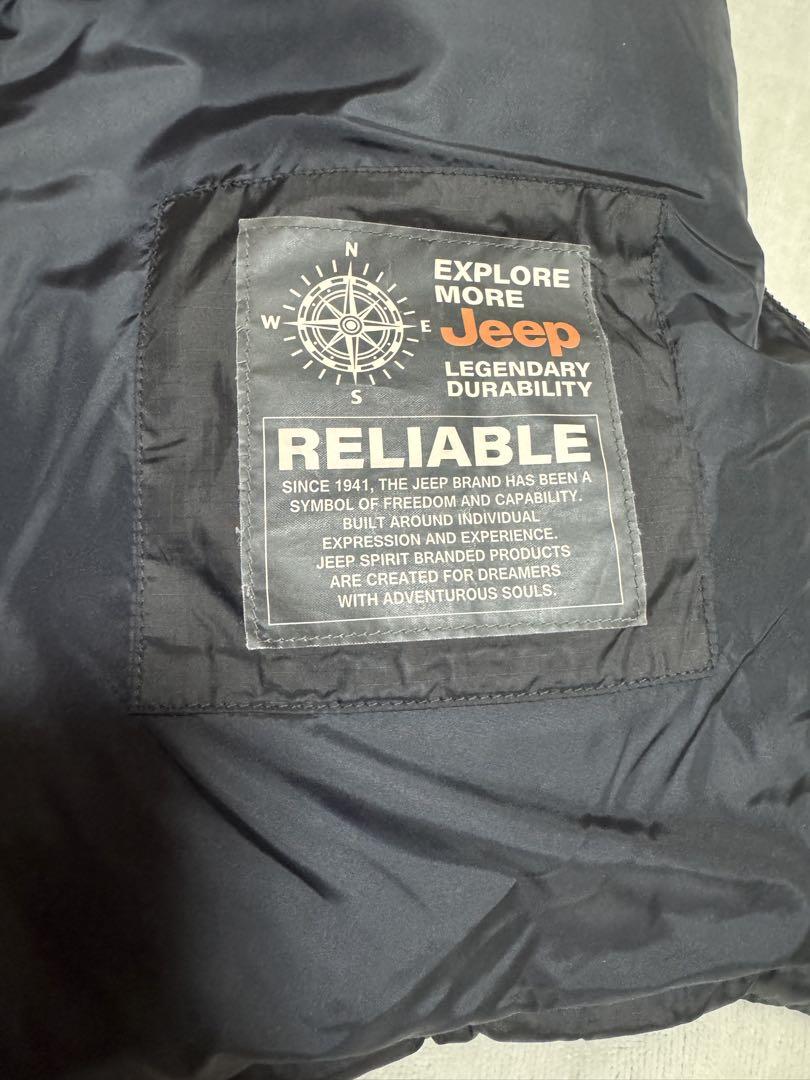 N
W
E
S
EXPLORE
MORE
Jeep
LEGENDARY
DURABILITY
RELIABLE
SINCE 1941, THE JEEP BRAND HAS BEEN A
SYMBOL OF FREEDOM AND CAPABILITY.
BUILT AROUND INDIVIDUAL
EXPRESSION AND EXPERIENCE.
JEEP SPIRIT BRANDED PRODUCTS
ARE CREATED FOR DREAMERS
WITH ADVENTUROUS SOULS.